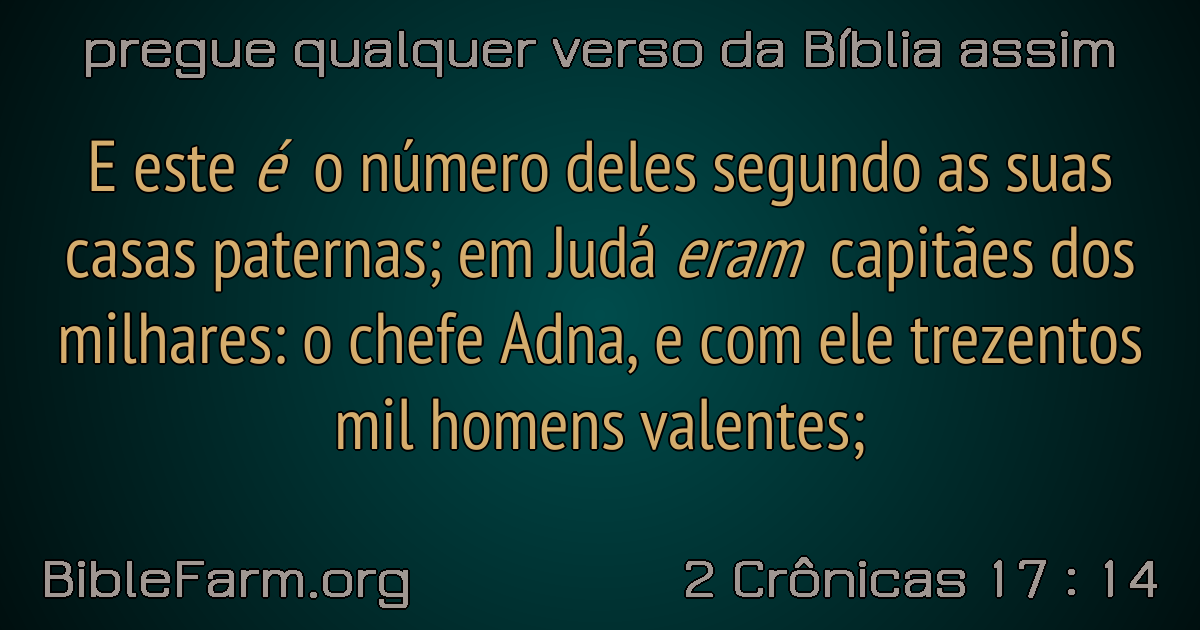 pregue qualquer verso da Bíblia assim
E este é o número deles segundo as suas
casas paternas; em Judá eram capitães dos
milhares: o chefe Adna, e com ele trezentos
mil homens valentes;
BibleFarm.org
2 Crônicas 17 : 14